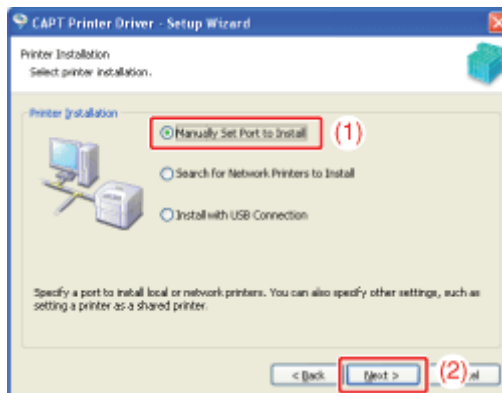 CAPT Printer Driver - Setup Wizard
Printer Installation
Select printer installation.
Printer Installation
Manually Set Port to Install
(1)
Search for Network Printers to Install
Install with USB Connection
Specify a port to install local or network printers. You can also specify other settings, such as
setting a printer as a shared printer.
< Back Next > (2)